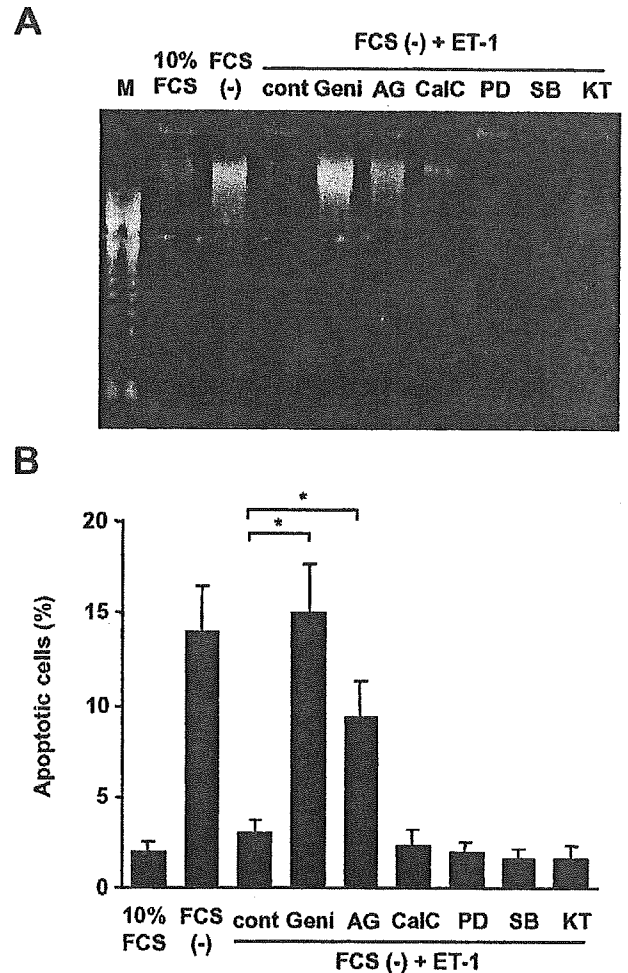 A
FCS (-) + ET-1
10% FCS
FCS (-)
M cont Geni AG CalC PD SB KT
B
*
*
20
15
10
5
0
Apoptotic cells (%)
10% FCS
FCS (-)
cont Geni AG CalC PD SB KT
FCS (-) + ET-1